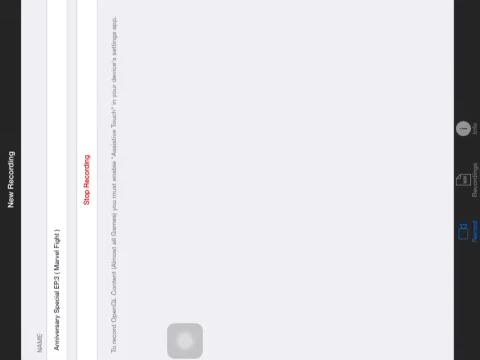 New Recording
NAME
Anniversary Special EP.3 ( Marvel Fight )
Stop Recording
To record OpenGL Content (Almost all Games) you must enable "Assistive Touch" in your device's settings app.
Record
Recordings
Info